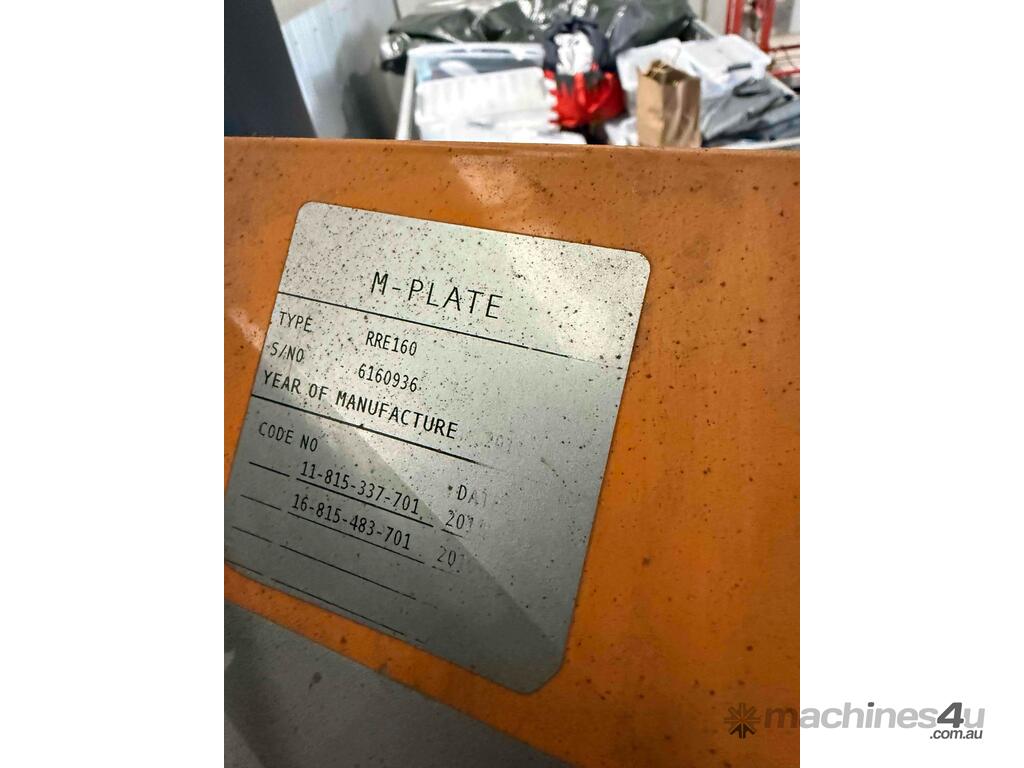 M-PLATE
TYPE RRE160
S/NO 6160936
YEAR OF MANUFACTURE
CODE NO
11-815-337-701
16-815-483-701
machines4u
.com.au